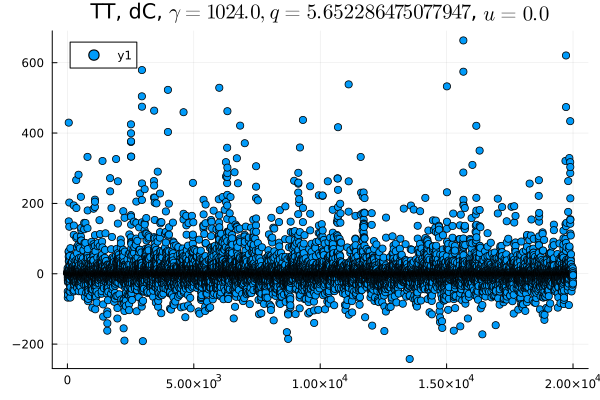 TT, dC, γ = 1024.0, q = 5.652286475077947, u = 0.0
y1
600
400
200
0
−200
0 5.00×10³ 1.00×10⁴ 1.50×10⁴ 2.00×10⁴